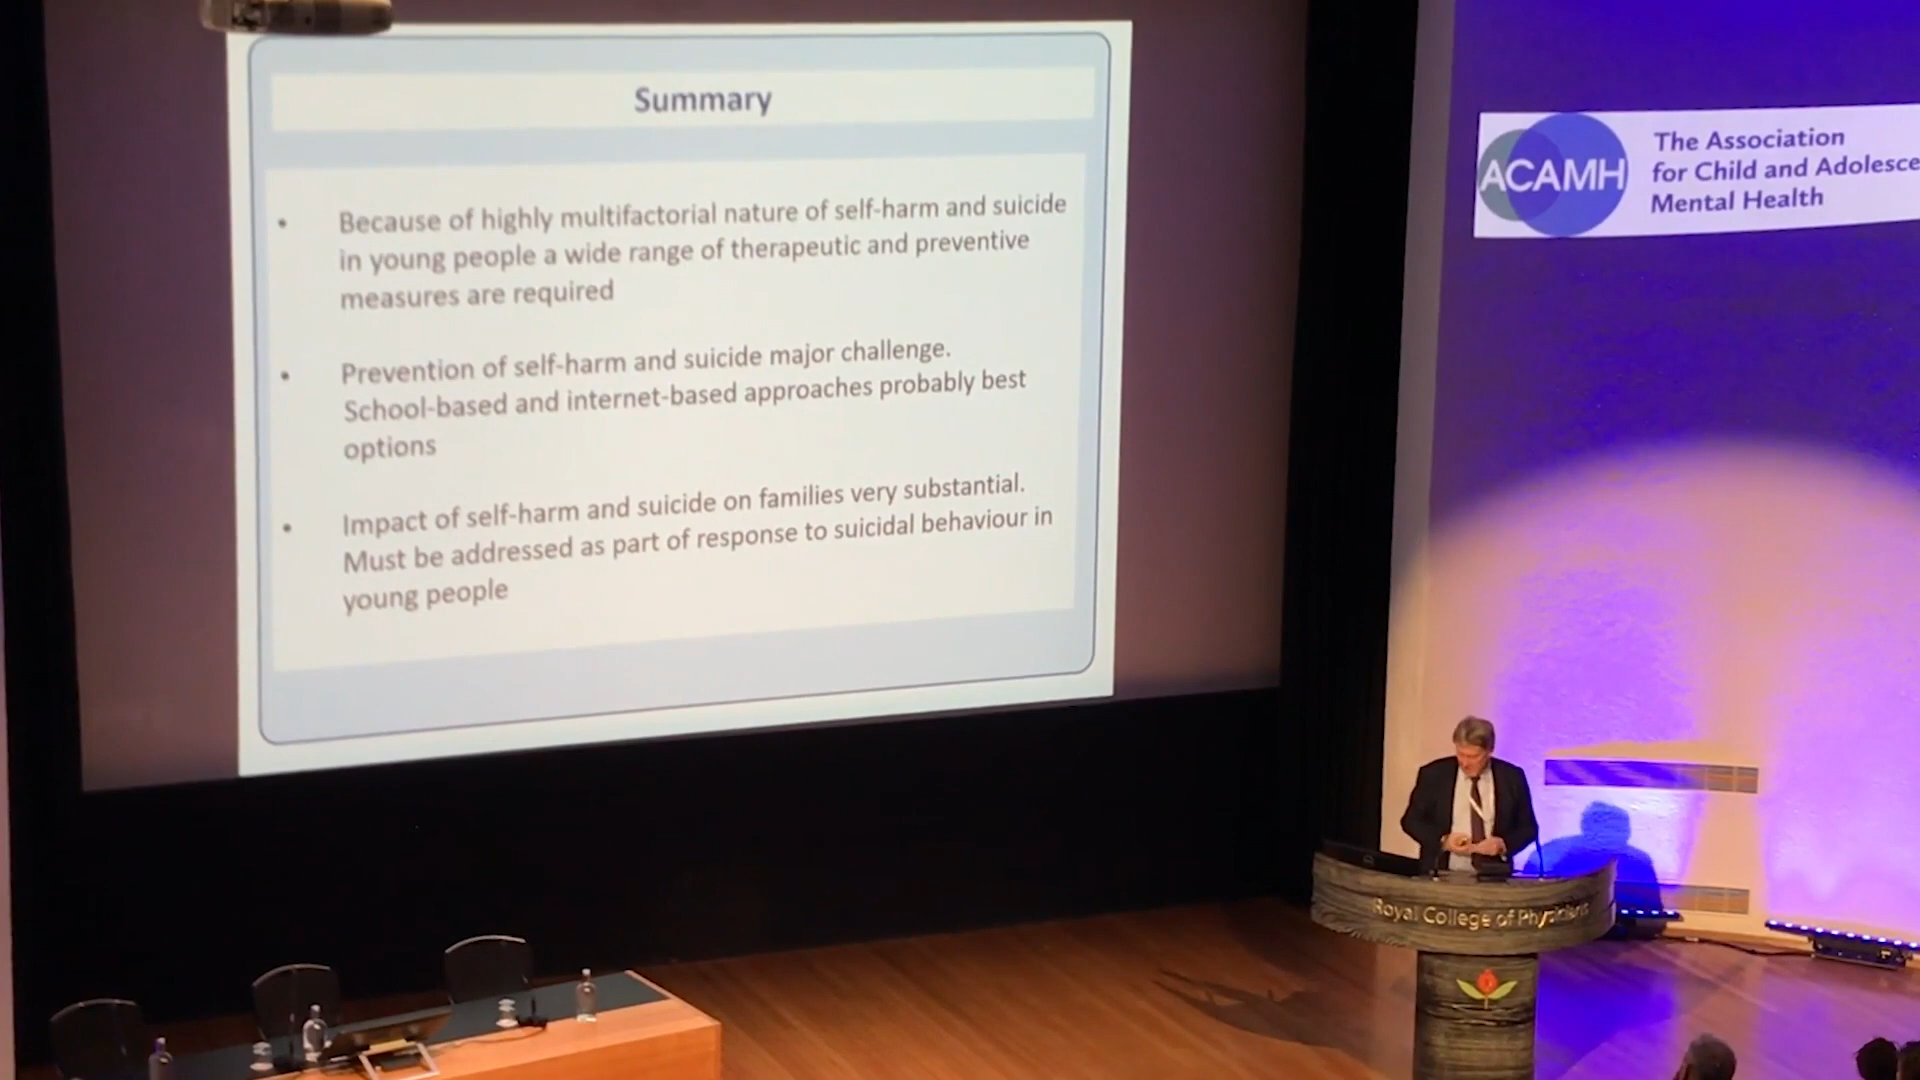 Summary
• Because of highly multifactorial nature of self-harm and suicide
in young people a wide range of therapeutic and preventive
measures are required
• Prevention of self-harm and suicide major challenge.
School-based and internet-based approaches probably best
options
• Impact of self-harm and suicide on families very substantial.
Must be addressed as part of response to suicidal behaviour in
young people
ACAMH
The Association
for Child and Adolesce
Mental Health
Royal College of Physicians